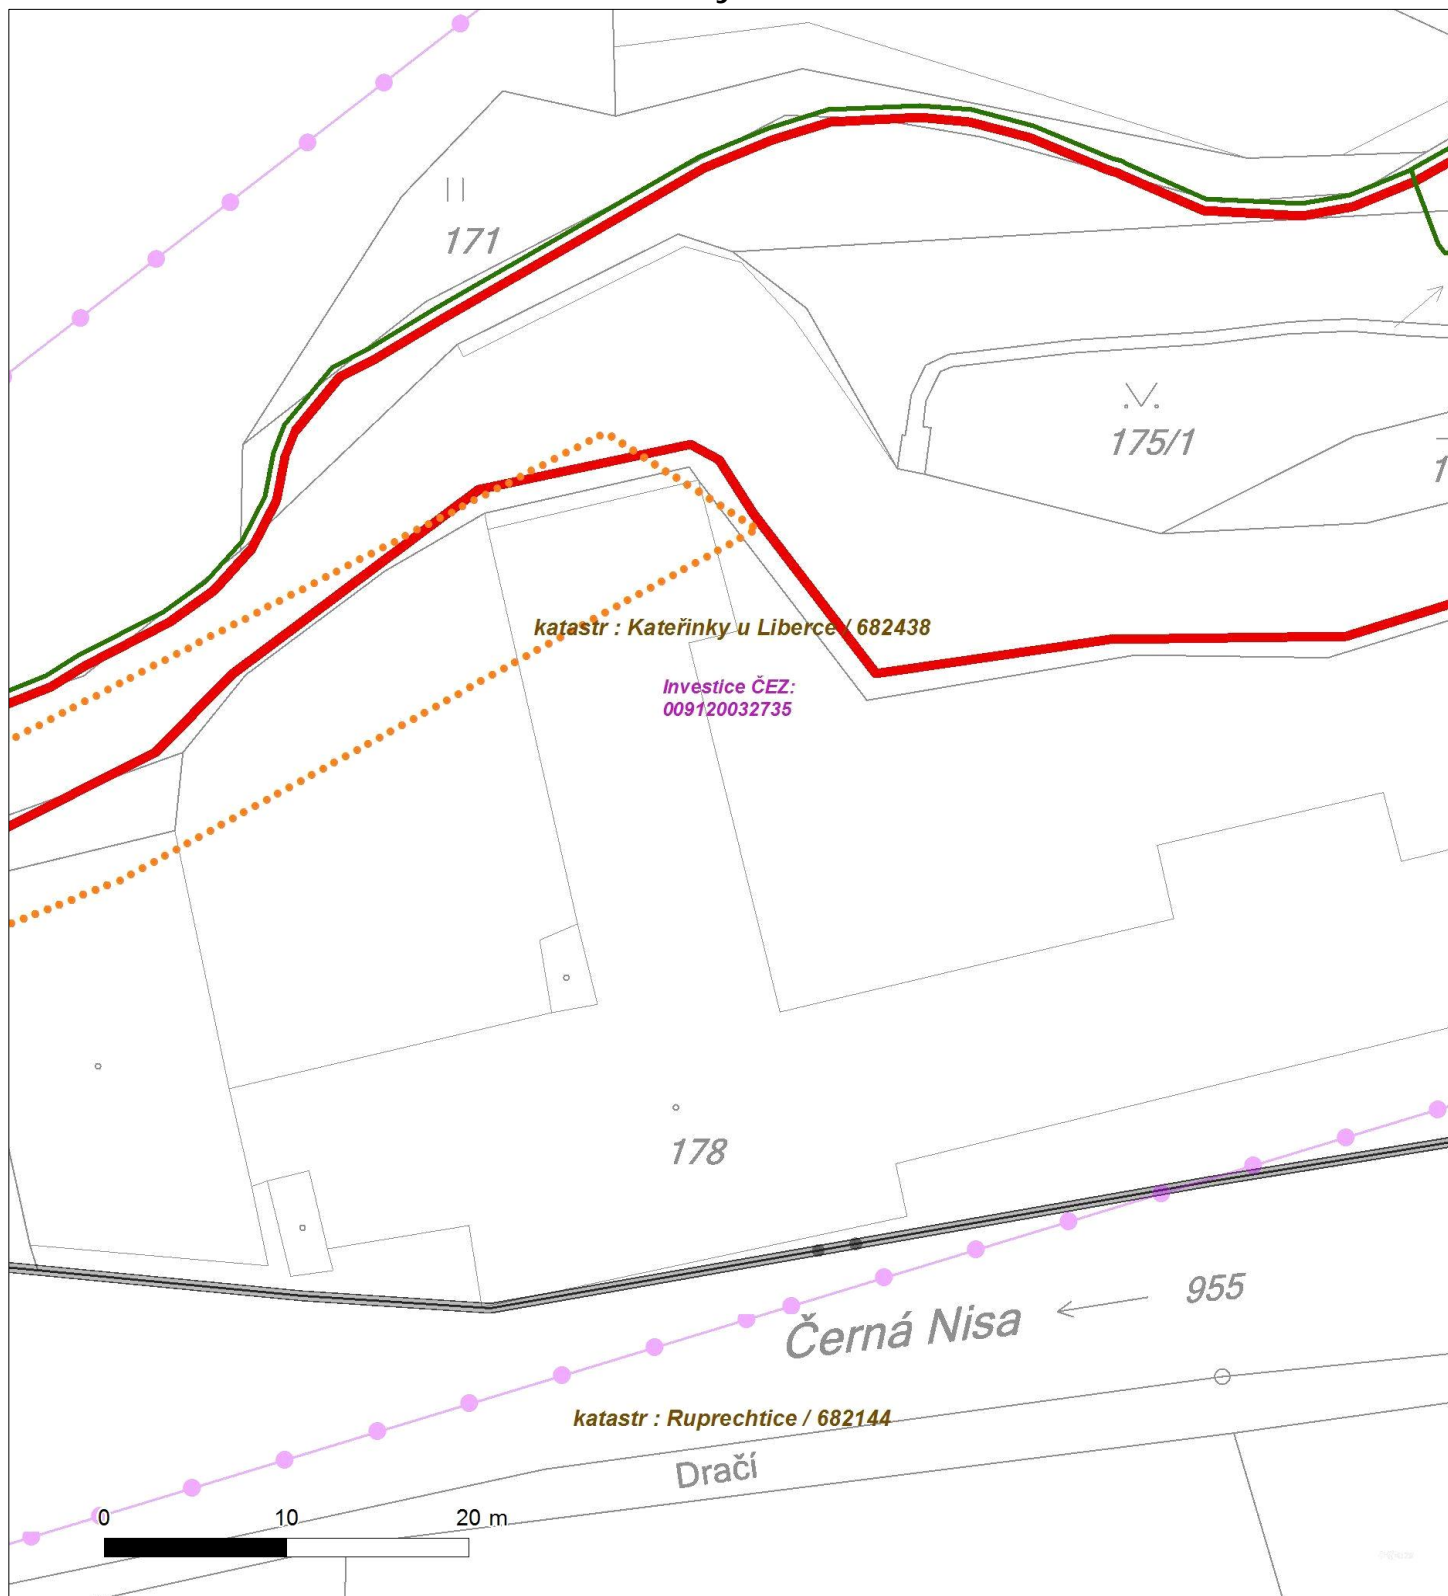 171
175/1
1
katastr : Kateřinky u Liberce / 682438
Investice ČEZ:
009120032735
178
955
Černá Nisa
katastr : Ruprechtice / 682144
Dračí
0 10 20 m